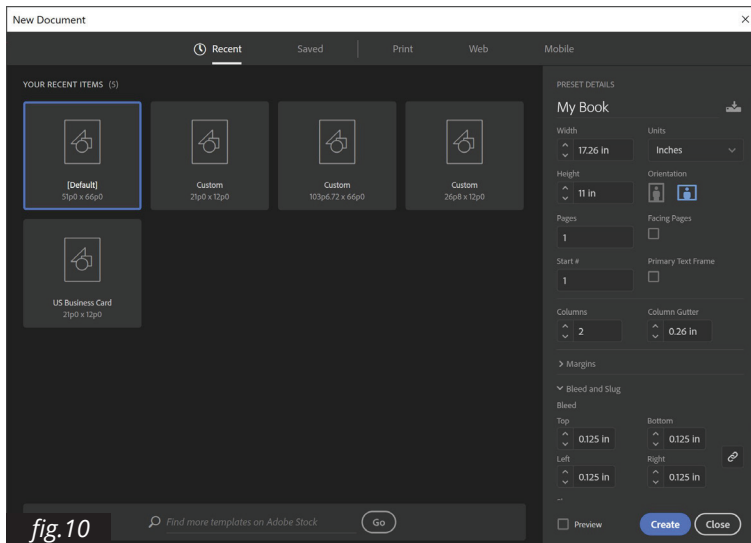 New Document
Recent Saved Print Web Mobile
YOUR RECENT ITEMS (5)
[Default]
51p0 x 66p0
Custom
21p0 x 12p0
Custom
103p6.72 x 66p0
Custom
26p8 x 12p0
US Business Card
21p0 x 12p0
Find more templates on Adobe Stock Go
fig.10
PRESET DETAILS
My Book
Width Units
17.26 in Inches
Height Orientation
11 in
Pages Facing Pages
1
Start # Primary Text Frame
1
Columns Column Gutter
2 0.26 in
> Margins
Bleed and Slug
Bleed
Top Bottom
0.125 in 0.125 in
Left Right
0.125 in 0.125 in
...
Preview Create Close